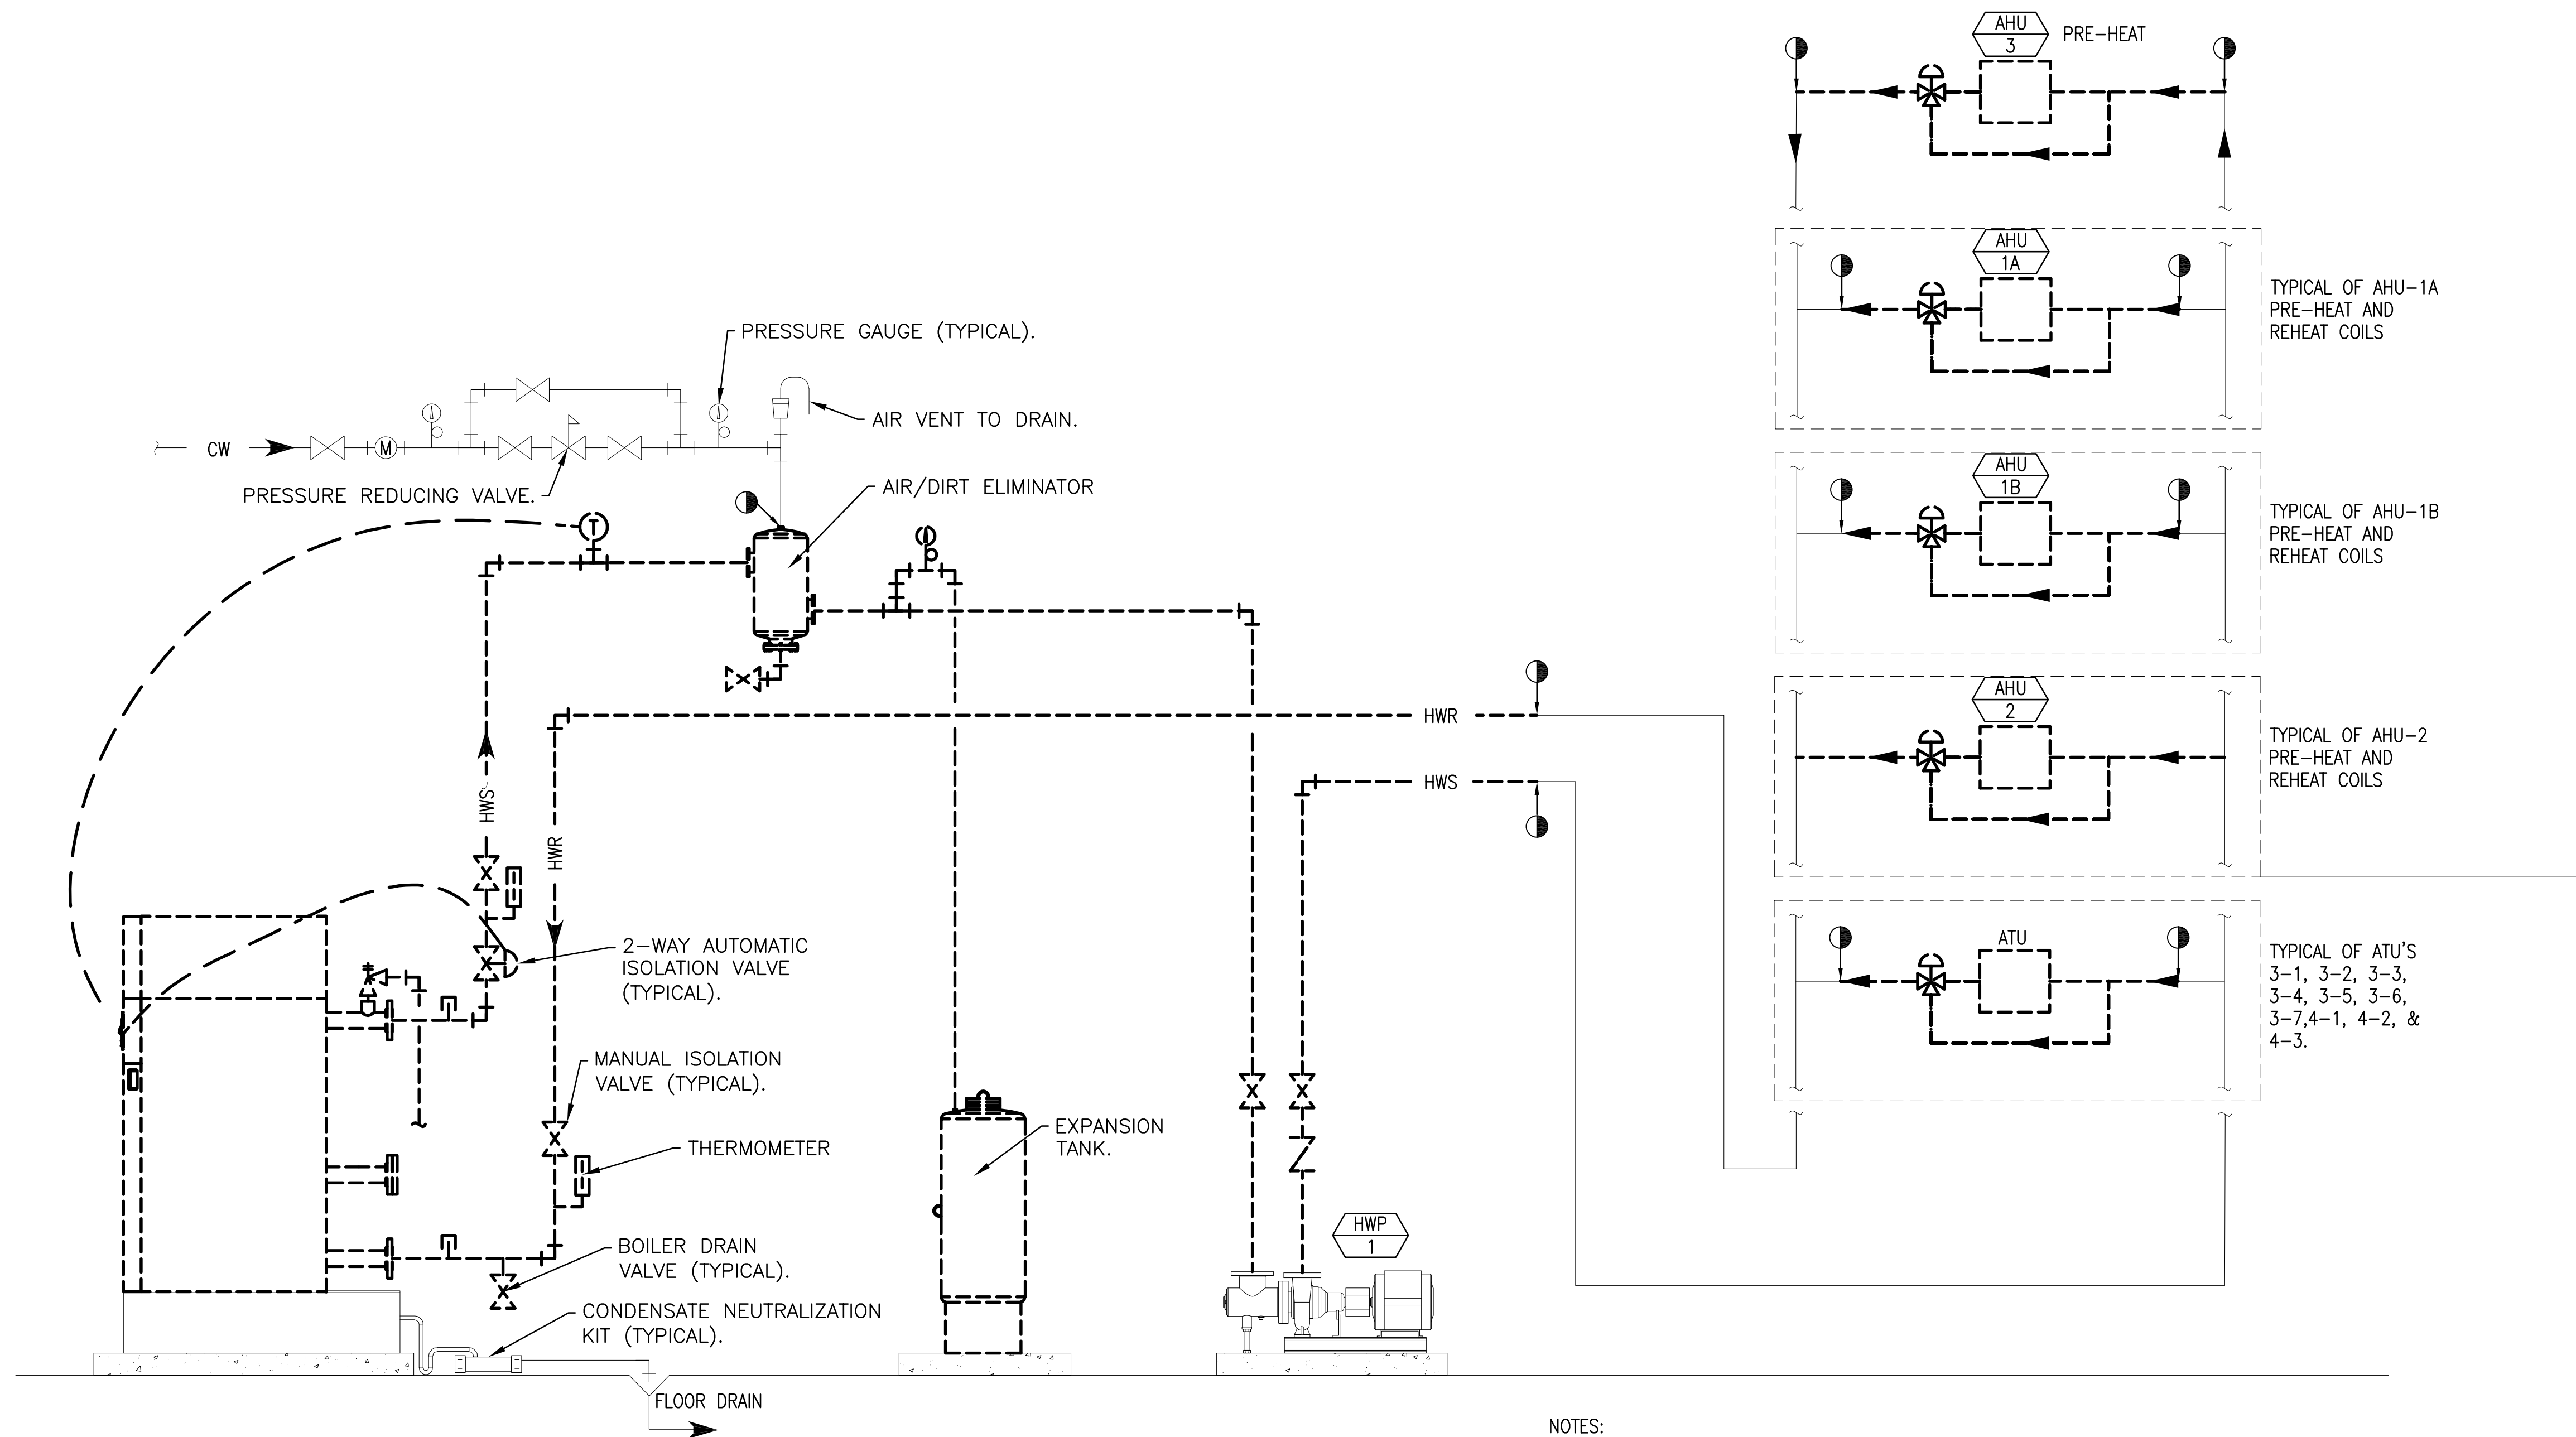 AHU
3
PRE-HEAT
AHU
1A
TYPICAL OF AHU-1A
PRE-HEAT AND
REHEAT COILS
PRESSURE GAUGE (TYPICAL).
AIR VENT TO DRAIN.
CW
M
PRESSURE REDUCING VALVE.
AIR/DIRT ELIMINATOR
T
AHU
1B
TYPICAL OF AHU-1B
PRE-HEAT AND
REHEAT COILS
HWR
HWS
AHU
2
TYPICAL OF AHU-2
PRE-HEAT AND
REHEAT COILS
HWS
HWR
2-WAY AUTOMATIC
ISOLATION VALVE
(TYPICAL).
ATU
TYPICAL OF ATU'S
3-1, 3-2, 3-3,
3-4, 3-5, 3-6,
3-7,4-1, 4-2, &
4-3.
MANUAL ISOLATION
VALVE (TYPICAL).
THERMOMETER
EXPANSION
TANK.
HWP
1
BOILER DRAIN
VALVE (TYPICAL).
CONDENSATE NEUTRALIZATION
KIT (TYPICAL).
FLOOR DRAIN
NOTES: